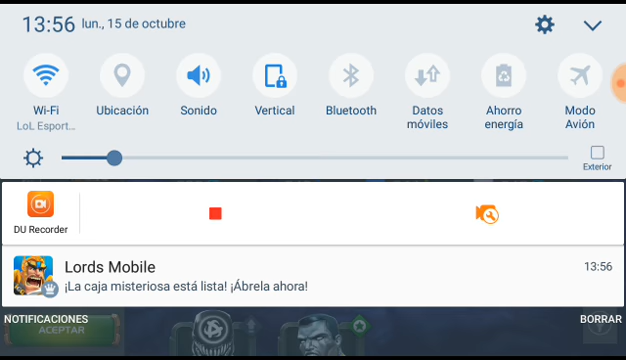 13:56 lun., 15 de octubre
Wi-Fi
LoL Esport...
Ubicación
Sonido
Vertical
Bluetooth
Datos
móviles
Ahorro
energía
Modo
Avión
Exterior
DU Recorder
Lords Mobile
13:56
¡La caja misteriosa está lista! ¡Ábrela ahora!
NOTIFICACIONES
BORRAR
ACEPTAR